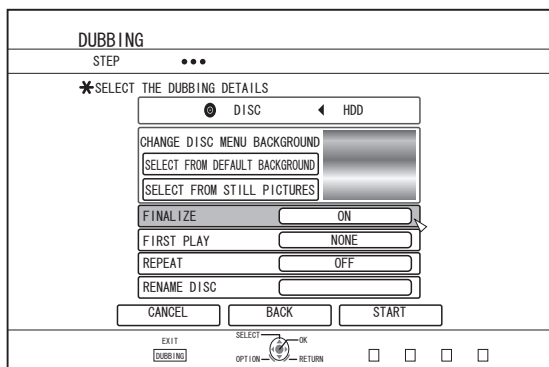 DUBBING
STEP
✱SELECT THE DUBBING DETAILS
DISC ◀ HDD
CHANGE DISC MENU BACKGROUND
SELECT FROM DEFAULT BACKGROUND
SELECT FROM STILL PICTURES
FINALIZE ON
FIRST PLAY NONE
REPEAT OFF
RENAME DISC
CANCEL BACK START
EXIT SELECT OK
DUBBING OPTION RETURN